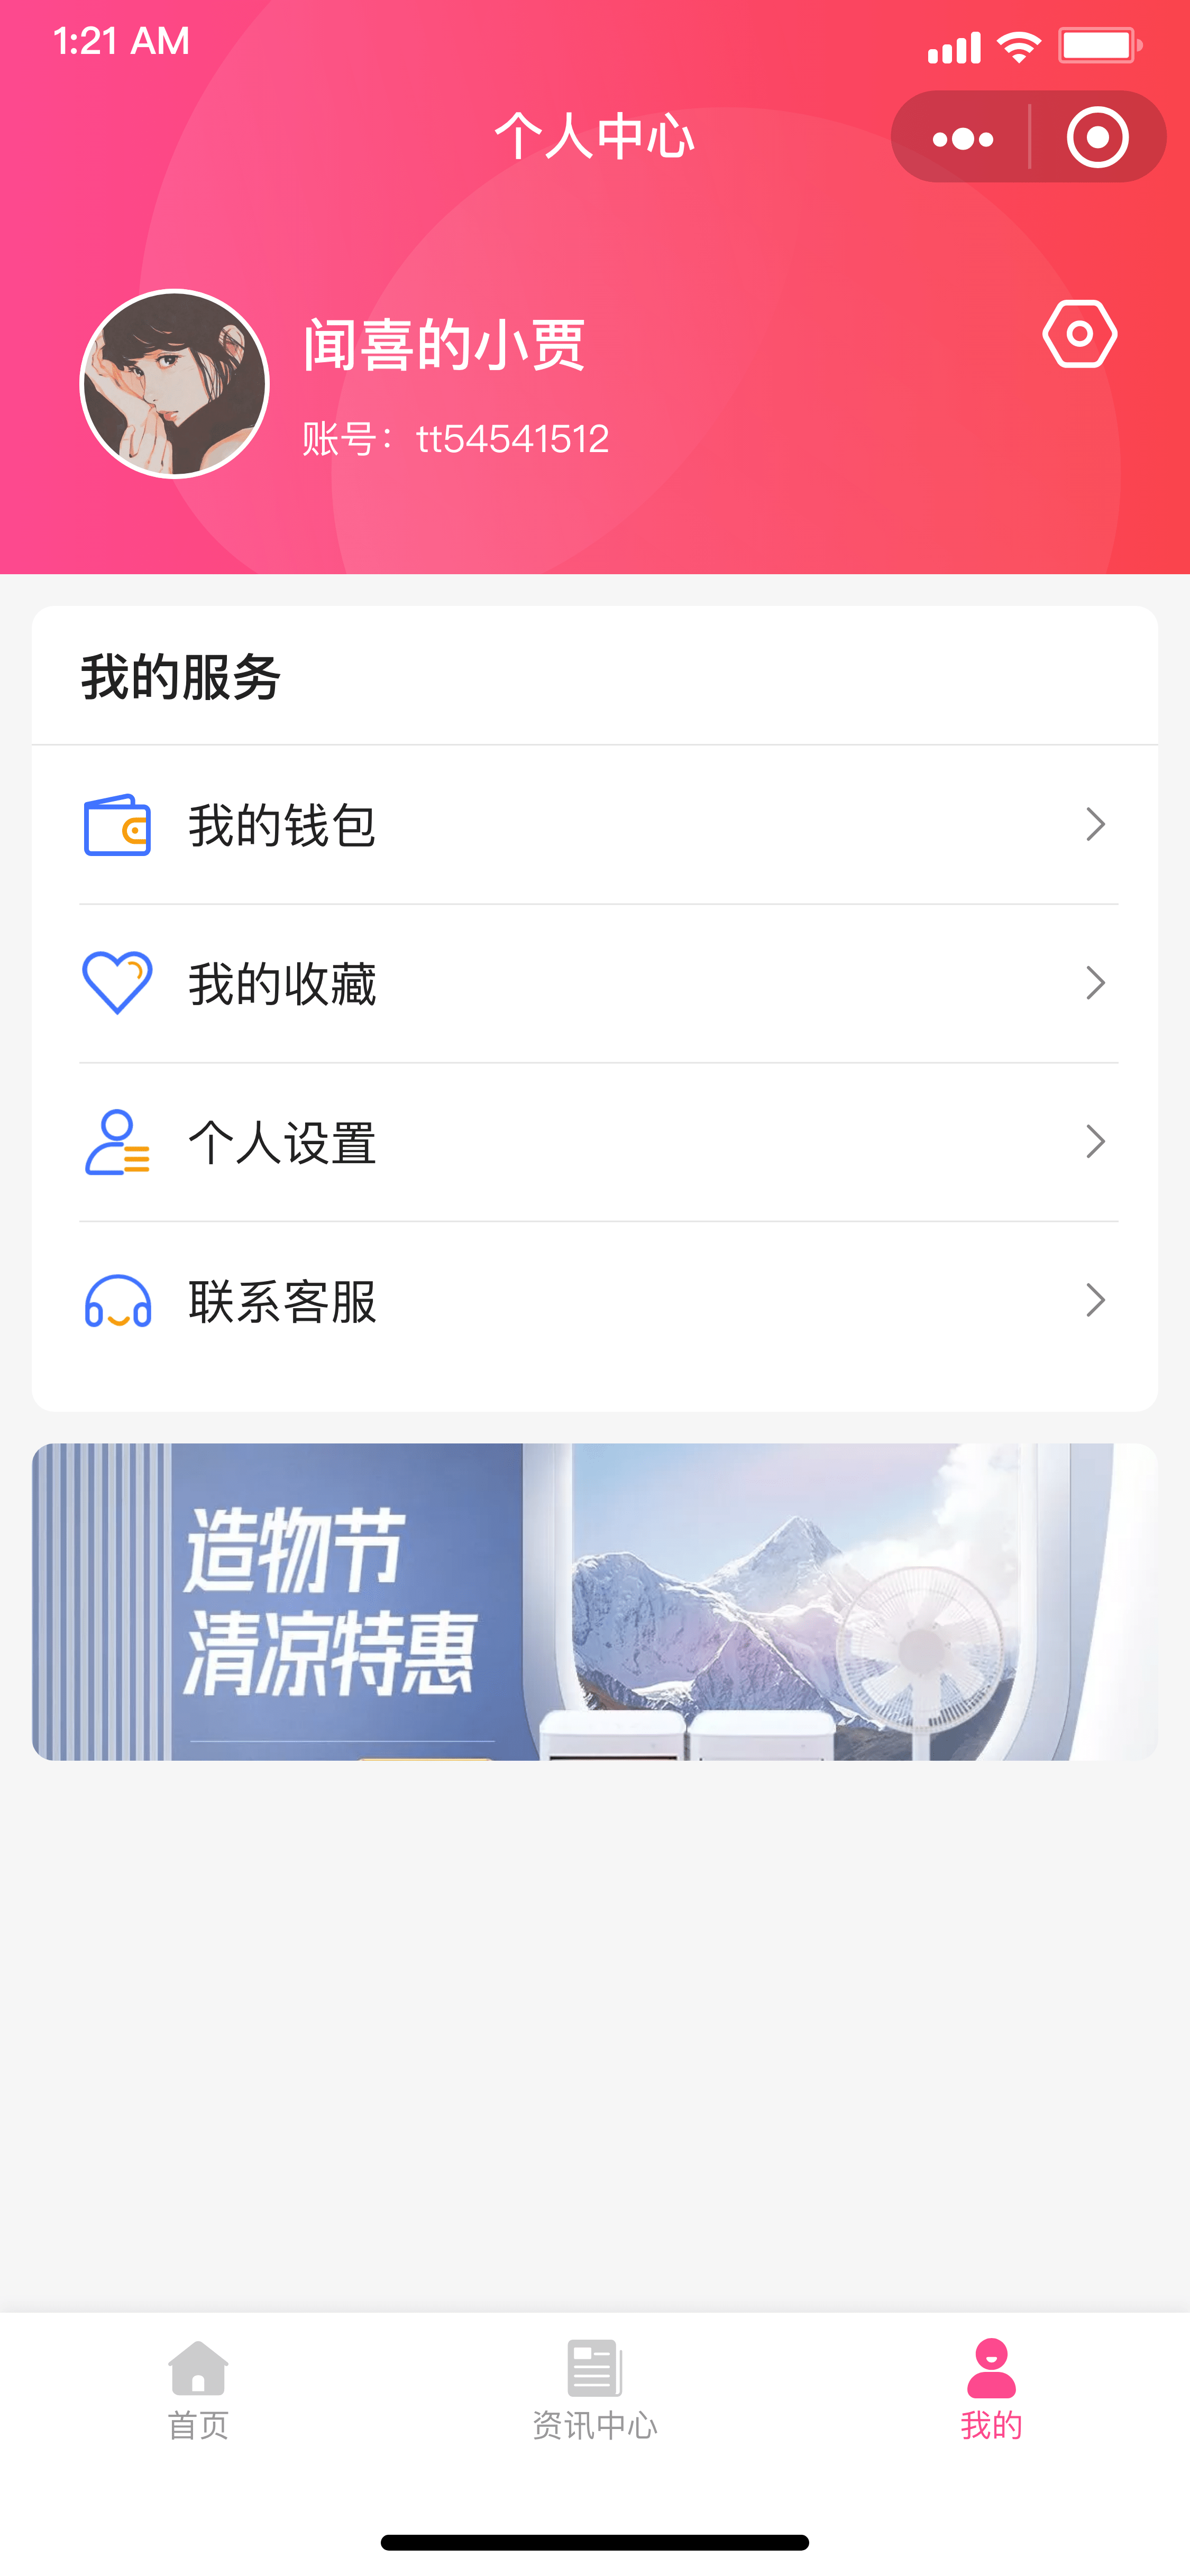 1:21 AM
个人中心
闻喜的小贾
账号：tt54541512
我的服务
我的钱包
我的收藏
个人设置
联系客服
造物节
清凉特惠
首页
资讯中心
我的